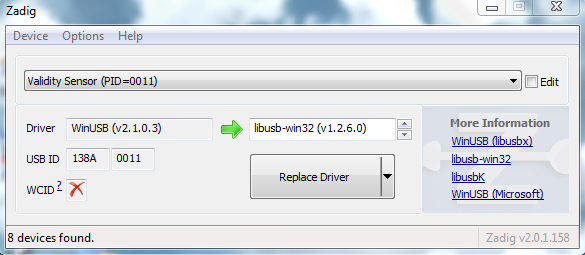 Zadig
Device Options Help
Validity Sensor (PID=0011) Edit
Driver WinUSB (v2.1.0.3) libusb-win32 (v1.2.6.0)
USB ID 138A 0011
WCID ?
Replace Driver
More Information
WinUSB (libusbx)
libusb-win32
libusbK
WinUSB (Microsoft)
8 devices found. Zadig v2.0.1.158